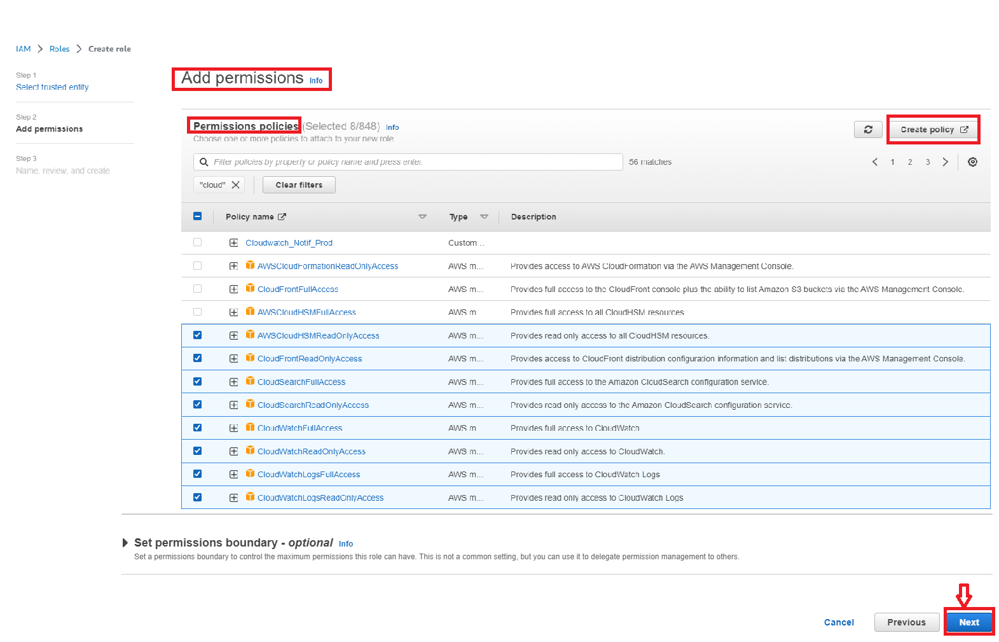 IAM > Roles > Create role
Step 1
Select trusted entity
Step 2
Add permissions
Step 3
Name, review, and create
Add permissions Info
Permissions policies (Selected 8/848) Info
Choose one or more policies to attach to your new role
Create policy
Filter policies by property or policy name and press enter.
56 matches
1 2 3
"cloud"
Clear filters
Policy name Type Description
Cloudwatch_Notif_Prod Custom...
AWSCloudFormationReadOnlyAccess AWS m... Provides access to AWS CloudFormation via the AWS Management Console.
CloudFrontFullAccess AWS m... Provides full access to the CloudFront console plus the ability to list Amazon S3 buckets via the AWS Management Console.
AWSCloudHSMFullAccess AWS m Provides full access to all CloudHSM resources
AWSCloudHSMReadOnlyAccess AWS m... Provides read only access to all CloudHSM resources.
CloudFrontReadOnlyAccess AWS m... Provides access to CloudFront distribution configuration information and list distributions via the AWS Management Console.
CloudSearchFullAccess AWS m... Provides full access to the Amazon CloudSearch configuration service.
CloudSearchReadOnlyAccess AWS m... Provides read only access to the Amazon CloudSearch configuration service.
CloudWatchFullAccess AWS m Provides full access to CloudWatch
CloudWatchReadOnlyAccess AWS m... Provides read only access to CloudWatch.
CloudWatchLogsFullAccess AWS m... Provides full access to CloudWatch Logs
CloudWatchLogsReadOnlyAccess AWS m... Provides read only access to CloudWatch Logs
Set permissions boundary - optional Info
Set a permissions boundary to control the maximum permissions this role can have. This is not a common setting, but you can use it to delegate permission management to others.
Cancel Previous Next